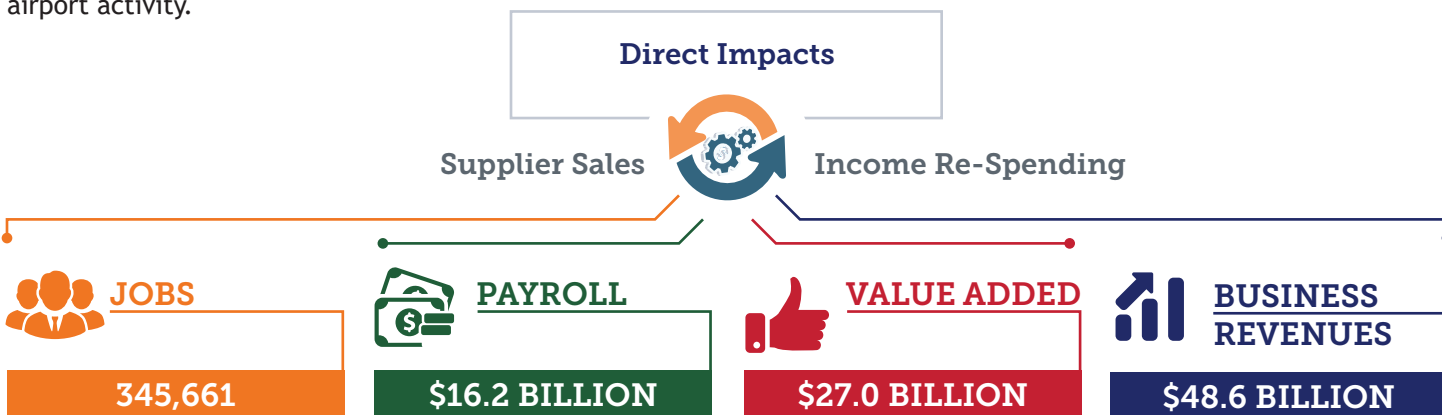 airport activity.
Direct Impacts
Supplier Sales
Income Re-Spending
JOBS
PAYROLL
VALUE ADDED
BUSINESS
REVENUES
345,661
$16.2 BILLION
$27.0 BILLION
$48.6 BILLION